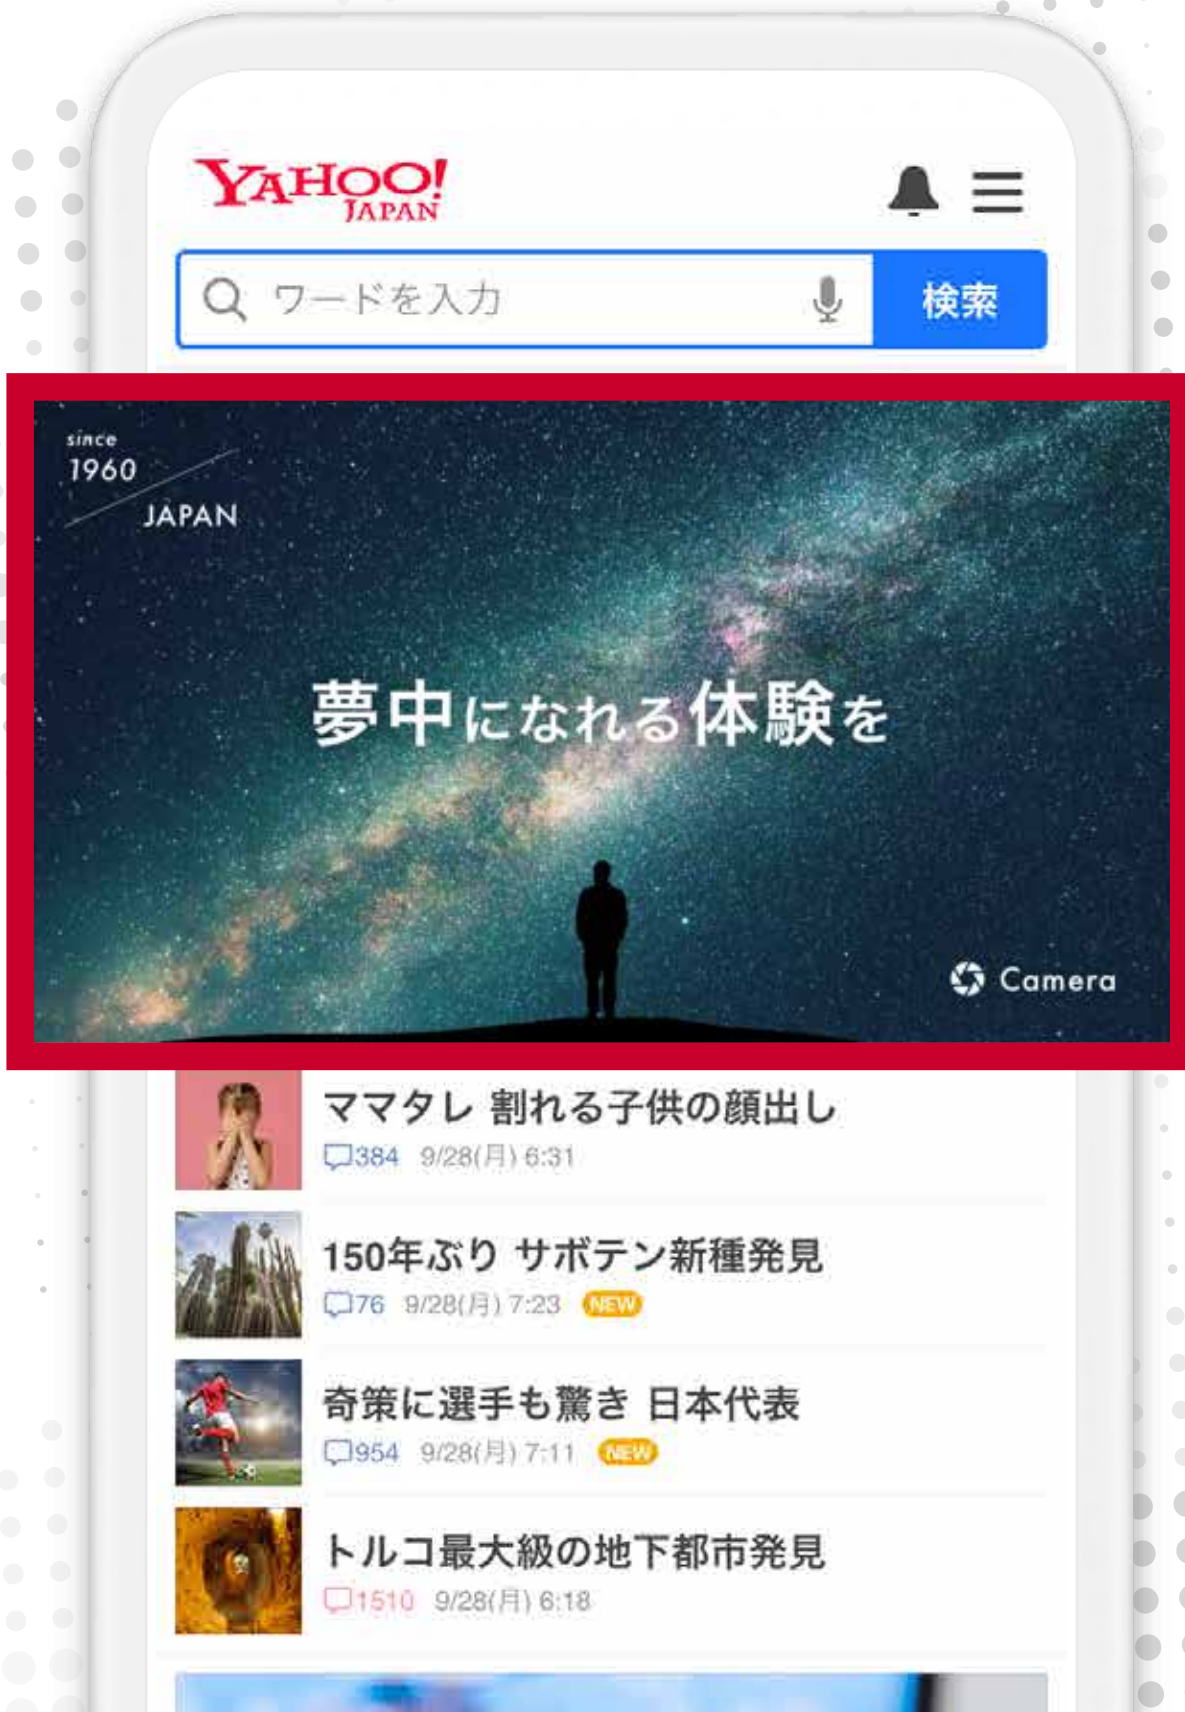 YAHOO!
JAPAN
ワードを入力
検索
since
1960
JAPAN
夢中になれる体験を
Camera
ママタレ 割れる子供の顔出し
384 9/28(月) 6:31
150年ぶり サボテン新種発見
76 9/28(月) 7:23 NEW
奇策に選手も驚き 日本代表
954 9/28(月) 7:11 NEW
トルコ最大級の地下都市発見
1510 9/28(月) 6:18